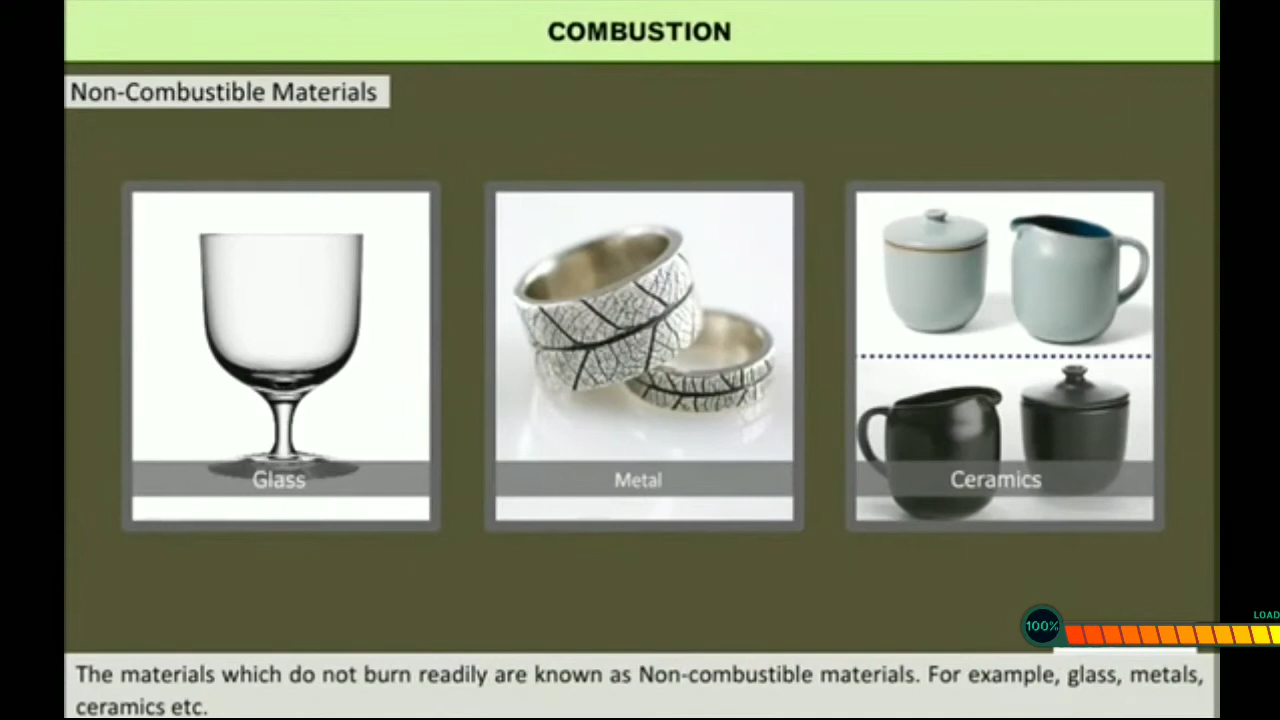 COMBUSTION
Non-Combustible Materials
Glass
Metal
Ceramics
100%
LOAD
The materials which do not burn readily are known as Non-combustible materials. For example, glass, metals,
ceramics etc.